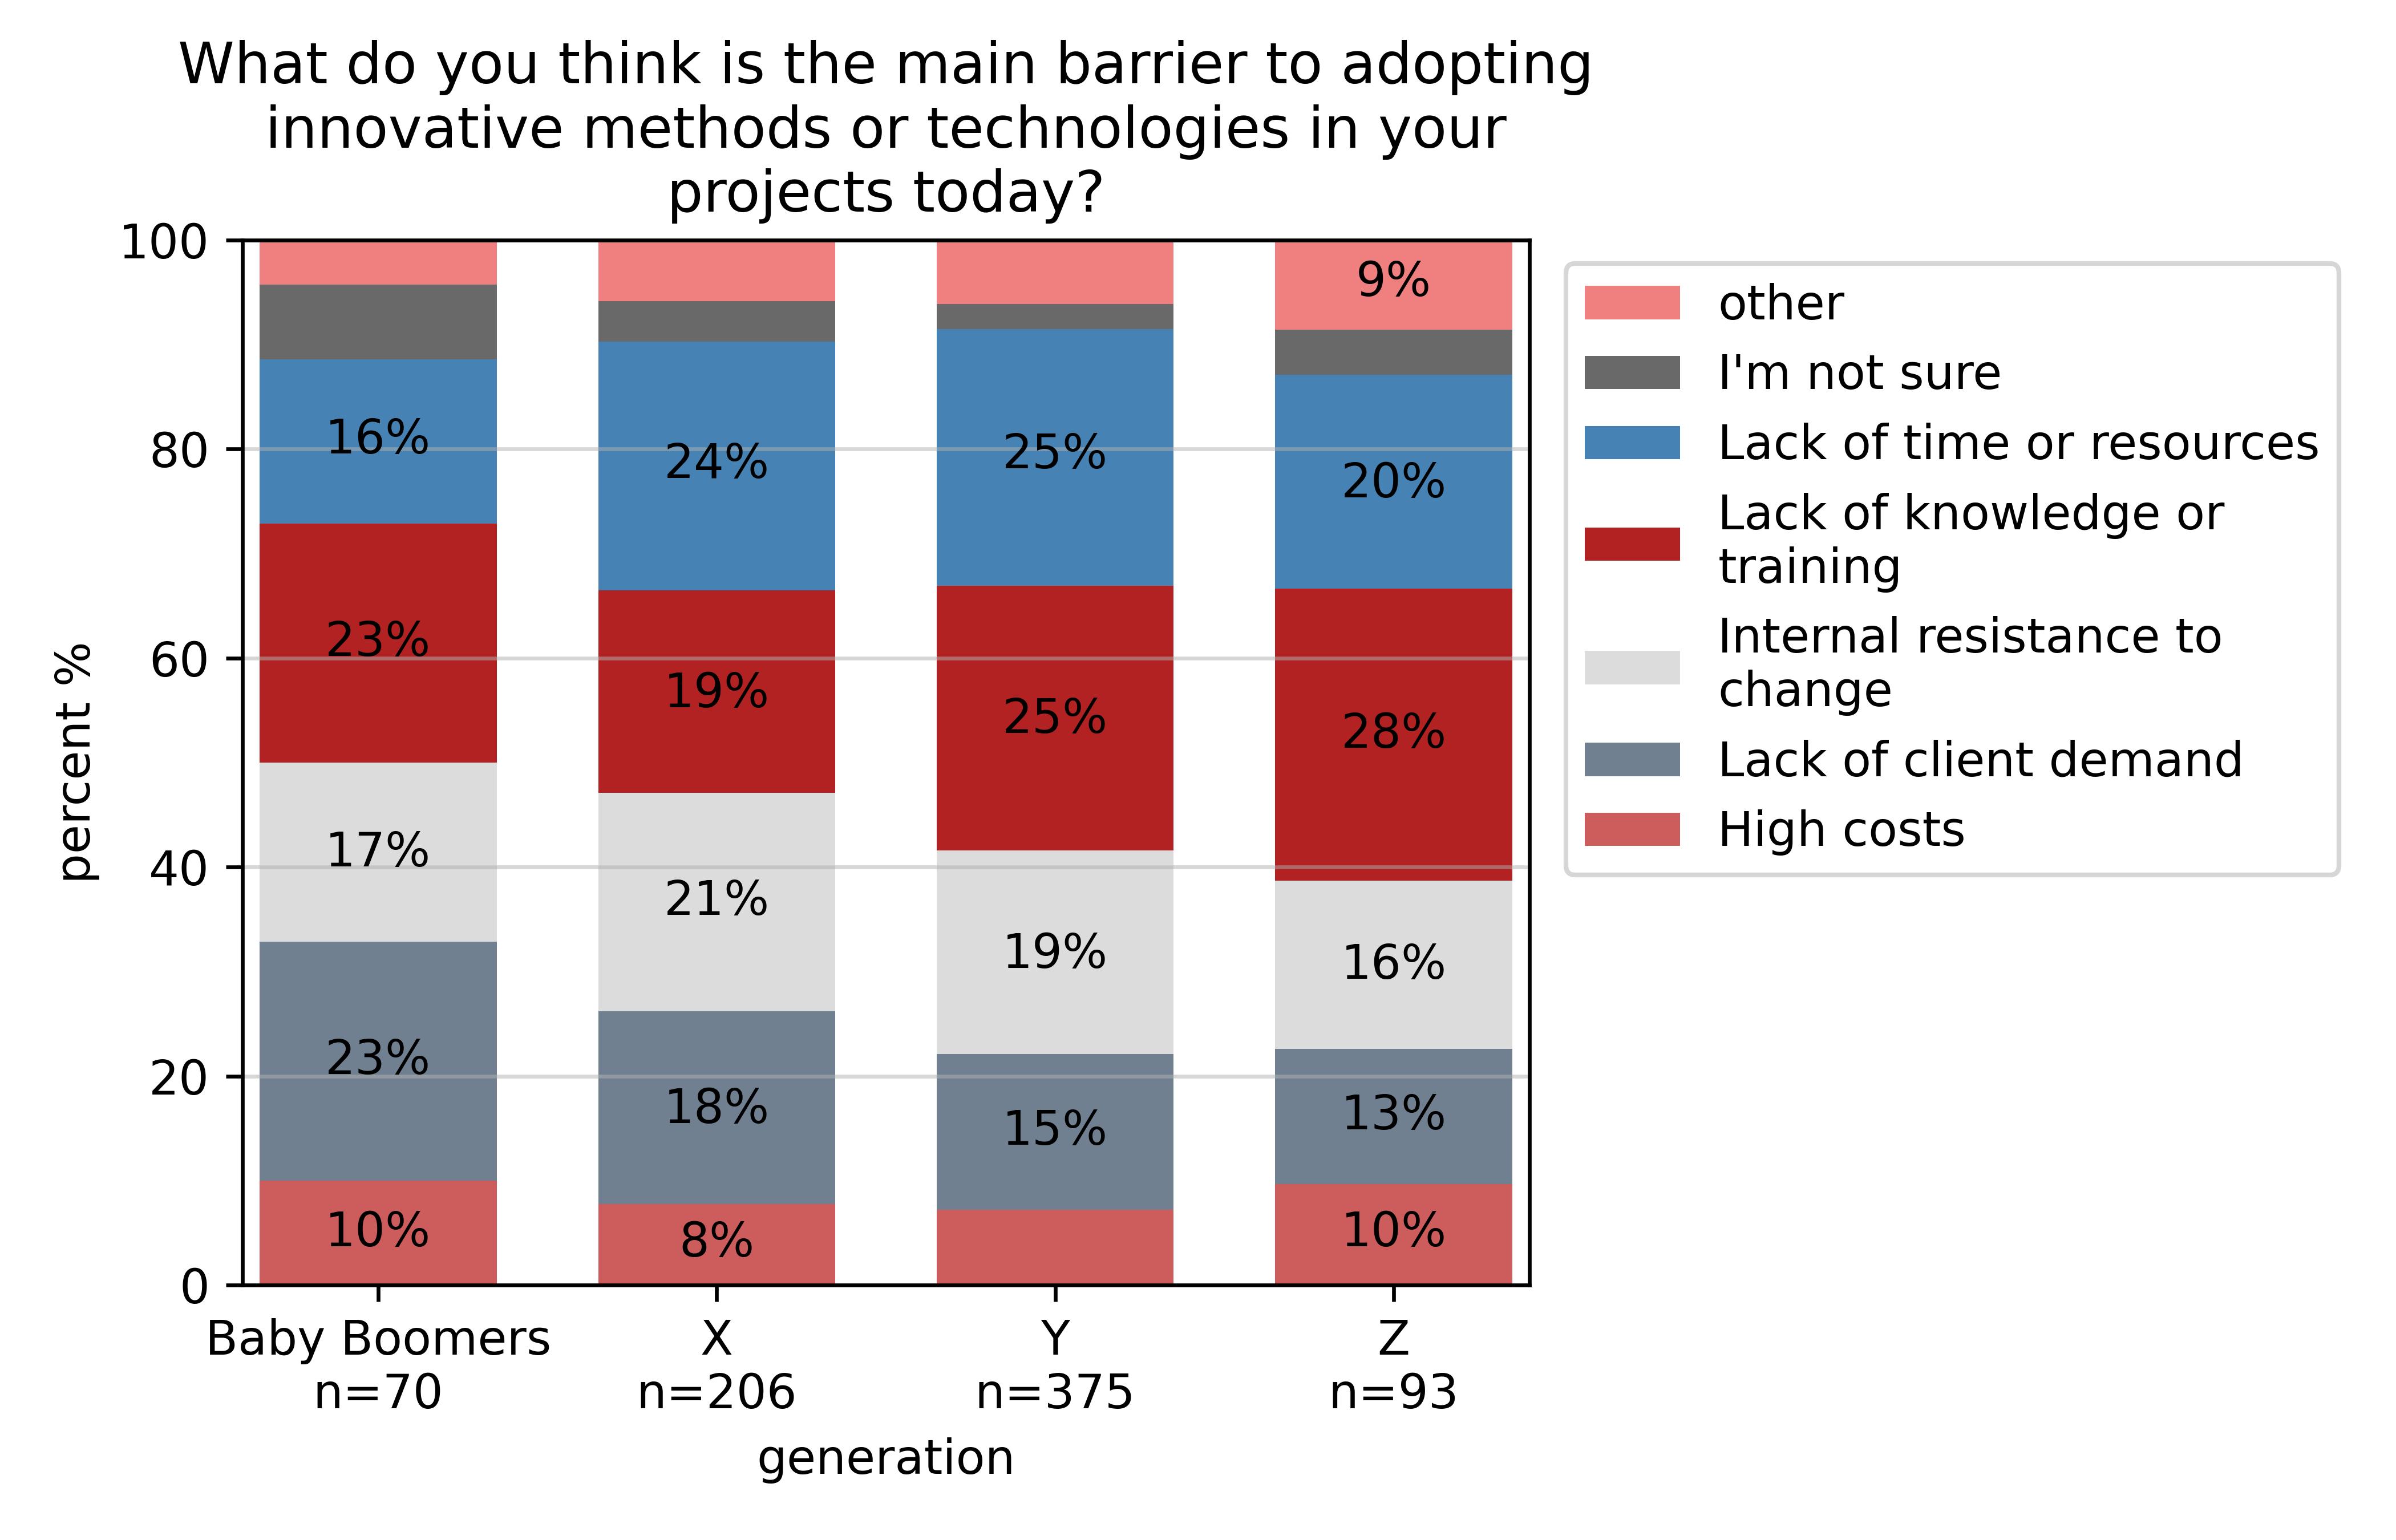 What do you think is the main barrier to adopting
innovative methods or technologies in your
projects today?
percent %
100
80
60
40
20
0
16%
23%
17%
23%
10%
24%
19%
21%
18%
8%
25%
25%
19%
15%
9%
20%
28%
16%
13%
10%
Baby Boomers
n=70
X
n=206
Y
n=375
Z
n=93
generation
other
I'm not sure
Lack of time or resources
Lack of knowledge or
training
Internal resistance to
change
Lack of client demand
High costs